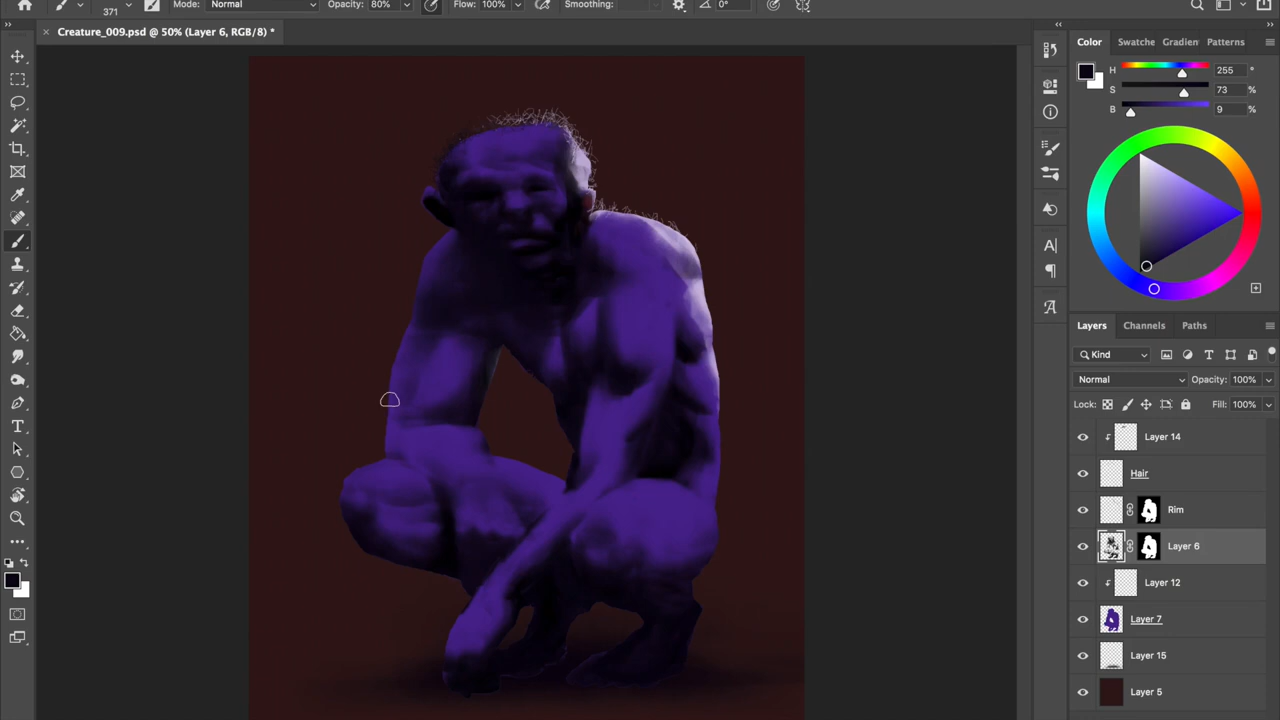 371 Mode: Normal Opacity: 80% Flow: 100% Smoothing: 0°
Creature_009.psd @ 50% (Layer 6, RGB/8) *
Color Swatche Gradien Patterns
H 255 °
S 73 %
B 9 %
Layers Channels Paths
Kind
Normal Opacity: 100%
Lock: Fill: 100%
Layer 14
Hair
Rim
Layer 6
Layer 12
Layer 7
Layer 15
Layer 5